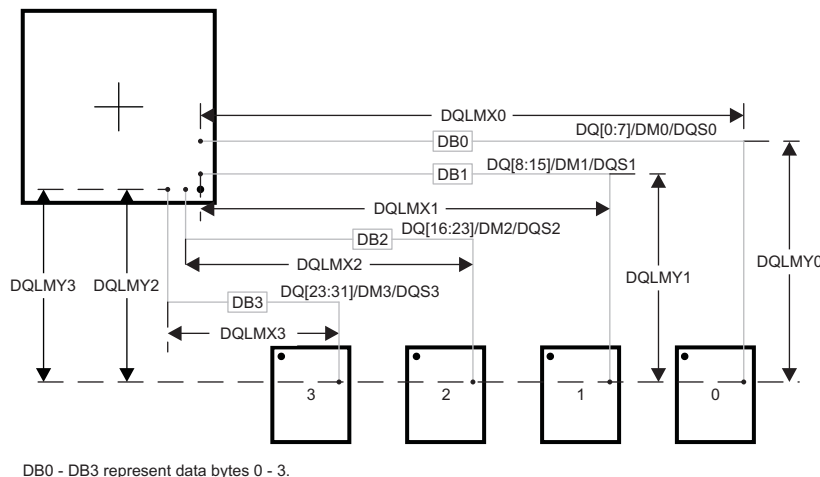 DQLMX0
DQ[0:7]/DM0/DQS0
DB0
DQ[8:15]/DM1/DQS1
DB1
DQLMX1
DQ[16:23]/DM2/DQS2
DB2
DQLMX2
DQLMY3
DQLMY2
DQLMY1
DQLMY0
DQ[23:31]/DM3/DQS3
DB3
DQLMX3
3
2
1
0
DB0 - DB3 represent data bytes 0 - 3.